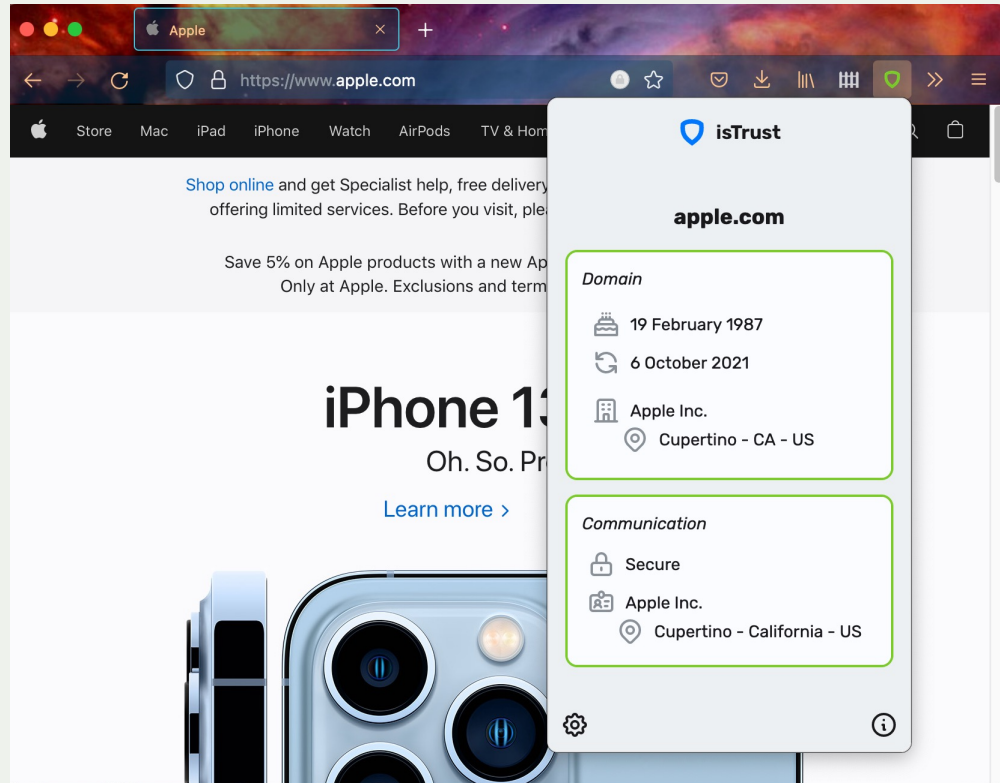 Apple
https://www.apple.com
Store Mac iPad iPhone Watch AirPods TV & Hom
isTrust
Shop online and get Specialist help, free delivery
offering limited services. Before you visit, plea
Save 5% on Apple products with a new Ap
Only at Apple. Exclusions and term
iPhone 13
Oh. So. Pro
Learn more >
apple.com
Domain
19 February 1987
6 October 2021
Apple Inc.
Cupertino - CA - US
Communication
Secure
Apple Inc.
Cupertino - California - US